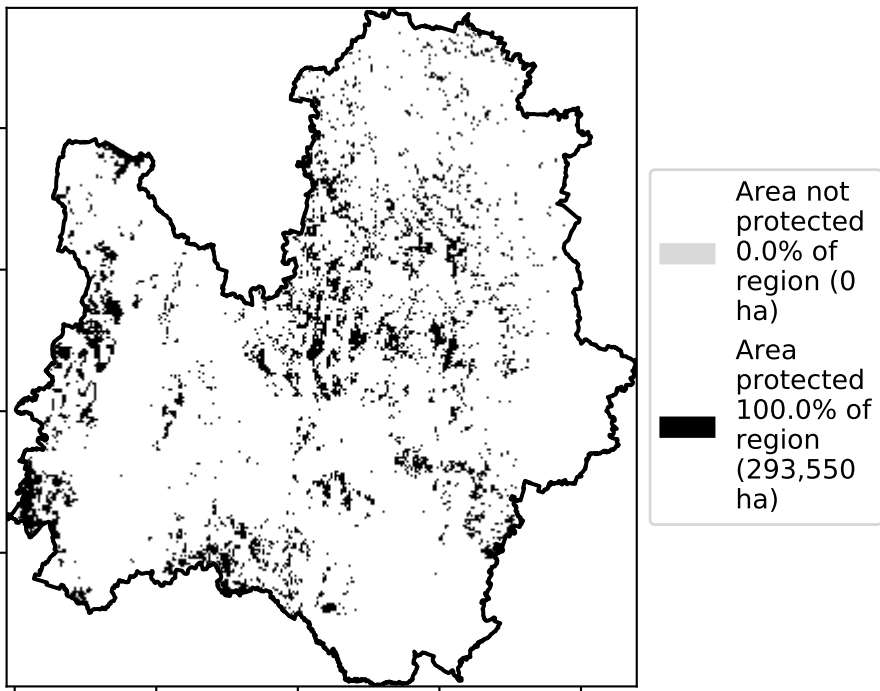 Area not
protected
0.0% of
region (0
ha)
Area
protected
100.0% of
region
(293,550
ha)